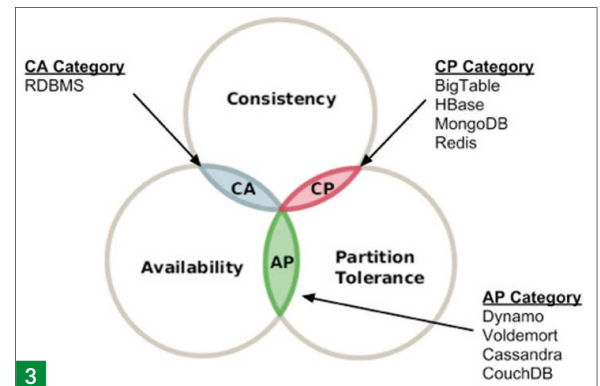 CA Category
RDBMS
CP Category
BigTable
HBase
MongoDB
Redis
Consistency
CA
CP
Availability
AP
Partition
Tolerance
AP Category
Dynamo
Voldemort
Cassandra
CouchDB
3